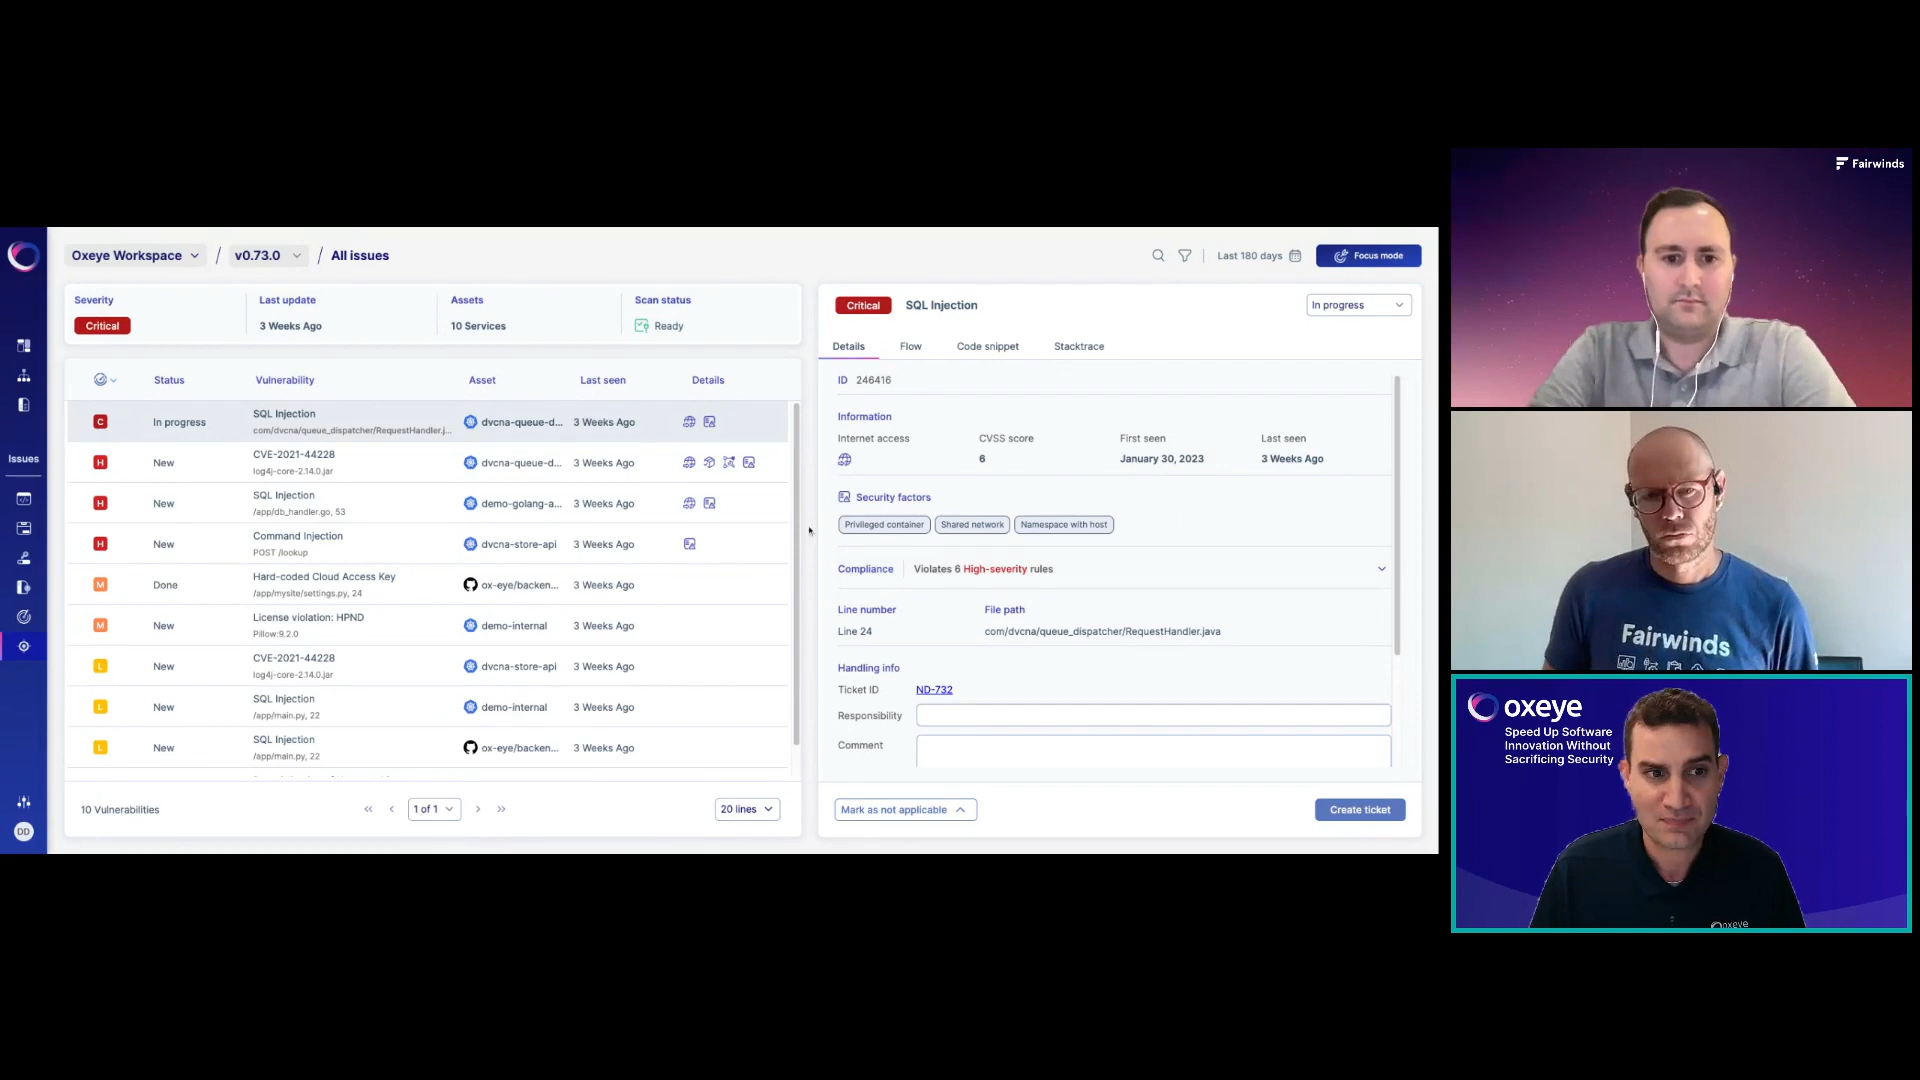 Oxeye Workspace / v0.73.0 / All issues
Last 180 days
Focus mode
Severity
Last update
Assets
Scan status
Critical
3 Weeks Ago
10 Services
Ready
Issues
Status
Vulnerability
Asset
Last seen
Details
C
In progress
SQL Injection
com/dvcna/queue_dispatcher/RequestHandler.j...
dvcna-queue-d...
3 Weeks Ago
H
New
CVE-2021-44228
log4j-core-2.14.0.jar
dvcna-queue-d...
3 Weeks Ago
H
New
SQL Injection
/app/db_handler.go, 53
demo-golang-a...
3 Weeks Ago
H
New
Command Injection
POST /lookup
dvcna-store-api
3 Weeks Ago
M
Done
Hard-coded Cloud Access Key
/app/mysite/settings.py, 24
ox-eye/backen...
3 Weeks Ago
M
New
License violation: HPND
Pillow:9.2.0
demo-internal
3 Weeks Ago
L
New
CVE-2021-44228
log4j-core-2.14.0.jar
dvcna-store-api
3 Weeks Ago
L
New
SQL Injection
/app/main.py, 22
demo-internal
3 Weeks Ago
L
New
SQL Injection
/app/main.py, 22
ox-eye/backen...
3 Weeks Ago
10 Vulnerabilities
1 of 1
20 lines
DD
Critical
SQL Injection
In progress
Details
Flow
Code snippet
Stacktrace
ID 246416
Information
Internet access
CVSS score
First seen
Last seen
6
January 30, 2023
3 Weeks Ago
Security factors
Privileged container
Shared network
Namespace with host
Compliance
Violates 6 High-severity rules
Line number
File path
Line 24
com/dvcna/queue_dispatcher/RequestHandler.java
Handling info
Ticket ID
ND-732
Responsibility
Comment
Mark as not applicable
Create ticket
Fairwinds
Fairwinds
oxeye
Speed Up Software
Innovation Without
Sacrificing Security
oxeye